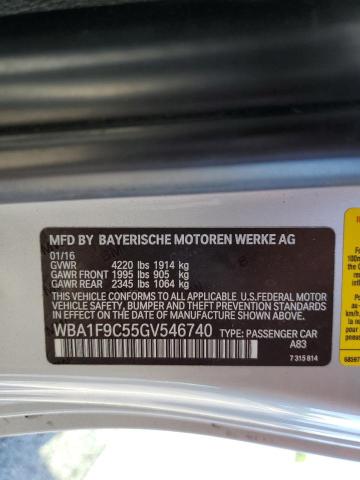 MFD BY BAYERISCHE MOTOREN WERKE AG
01/16
GVWR 4220 lbs 1914 kg
GAWR FRONT 1995 lbs 905 kg
GAWR REAR 2345 lbs 1064 kg
THIS VEHICLE CONFORMS TO ALL APPLICABLE U.S. FEDERAL
MOTOR VEHICLE SAFETY, BUMPER, AND THEFT PREVENTION STANDARDS
IN EFFECT ON THE DATE OF MANUFACTURE SHOWN ABOVE.
WBA1F9C55GV546740 TYPE: PASSENGER CAR
A83
7 315 814